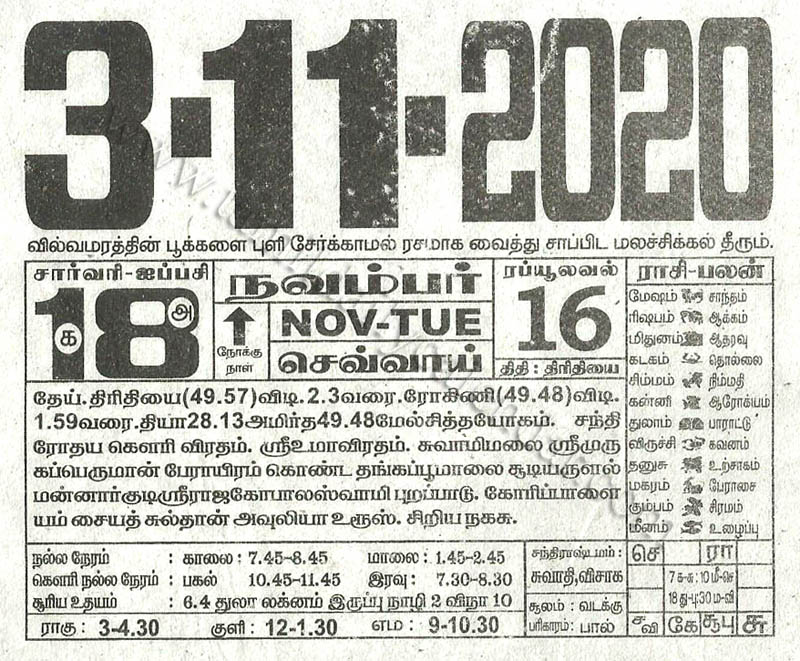 3-11-2020
வில்வமரத்தின் பூக்களை புளி சேர்க்காமல் ரசமாக வைத்து சாப்பிட மலச்சிக்கல் தீரும்.
சார்வரி-ஐப்பசி
க 18 அ
நவம்பர்
நோக்கு நாள்
NOV-TUE
செவ்வாய்
ரப்யூலவல்
16
திதி : திரிதியை
தேய்.திரிதியை(49.57)விடி.2.3வரை.ரோகிணி(49.48)விடி.
1.59வரை.தியா28.13அமிர்த49.48மேல்சித்தயோகம். சந்தி
ரோதய கௌரி விரதம். ஸ்ரீஉமாவிரதம். சுவாமிமலை ஸ்ரீமுரு
கப்பெருமான் பேராயிரம் கொண்ட தங்கப்பூமாலை சூடியருளல்
மன்னார்குடிஸ்ரீராஜகோபாலஸ்வாமி புறப்பாடு. கோரிப்பாளை
யம் சையத் சுல்தான் அவுலியா உரூஸ். சிறிய நகசு.
ராசி-பலன்
மேஷம் சாந்தம்
ரிஷபம் ஆக்கம்
மிதுனம் ஆதரவு
கடகம் தொல்லை
சிம்மம் நிம்மதி
கன்னி ஆரோக்யம்
துலாம் பாராட்டு
விருச்சி கவனம்
தனுசு உற்சாகம்
மகரம் பேராசை
கும்பம் சிரமம்
மீனம் உழைப்பு
நல்ல நேரம் : காலை: 7.45-8.45 மாலை: 1.45-2.45
கௌரி நல்ல நேரம் : பகல் 10.45-11.45 இரவு: 7.30-8.30
சூரிய உதயம் : 6.4 துலா லக்னம் இருப்பு நாழி 2 விநா 10
ராகு: 3-4.30 குளி: 12-1.30 எம: 9-10.30
சந்திராஷ்டமம்:
சுவாதி,விசாக
சூலம்: வடக்கு
பரிகாரம்: பால்
செ ரா
7 சு-சு:10 மீ-செ
18 து-பு:30 ம-வி
சவி கே சூபு சு